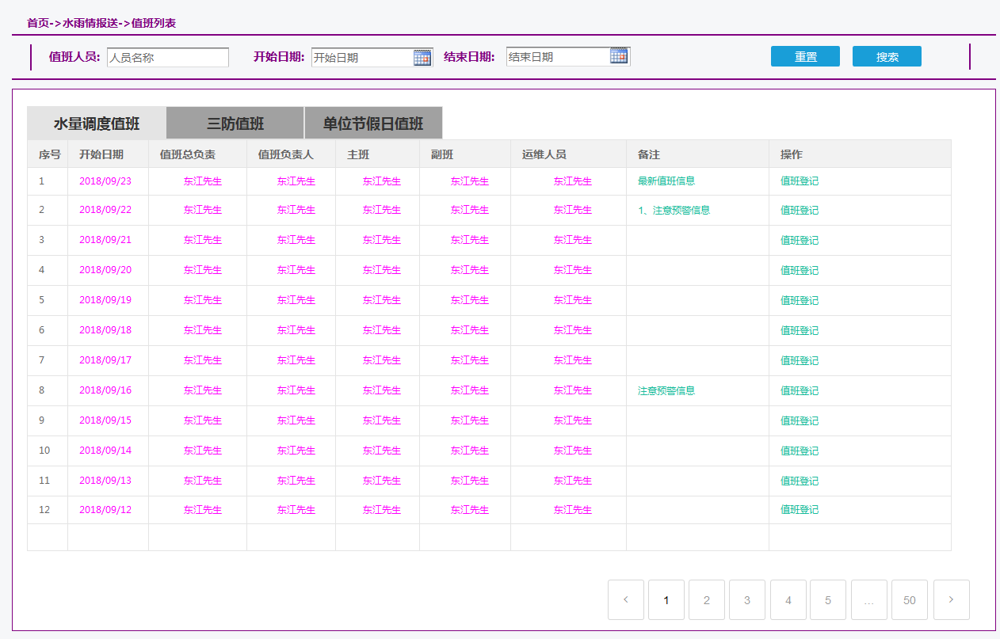 首页->水雨情报送->值班列表
值班人员: 人员名称 开始日期: 开始日期 结束日期: 结束日期 重置 搜索
水量调度值班 三防值班 单位节假日值班
序号 开始日期 值班总负责 值班负责人 主班 副班 运维人员 备注 操作
1 2018/09/23 东江先生 东江先生 东江先生 东江先生 东江先生 最新值班信息 值班登记
2 2018/09/22 东江先生 东江先生 东江先生 东江先生 东江先生 1、注意预警信息 值班登记
3 2018/09/21 东江先生 东江先生 东江先生 东江先生 东江先生 值班登记
4 2018/09/20 东江先生 东江先生 东江先生 东江先生 东江先生 值班登记
5 2018/09/19 东江先生 东江先生 东江先生 东江先生 东江先生 值班登记
6 2018/09/18 东江先生 东江先生 东江先生 东江先生 东江先生 值班登记
7 2018/09/17 东江先生 东江先生 东江先生 东江先生 东江先生 值班登记
8 2018/09/16 东江先生 东江先生 东江先生 东江先生 东江先生 注意预警信息 值班登记
9 2018/09/15 东江先生 东江先生 东江先生 东江先生 东江先生 值班登记
10 2018/09/14 东江先生 东江先生 东江先生 东江先生 东江先生 值班登记
11 2018/09/13 东江先生 东江先生 东江先生 东江先生 东江先生 值班登记
12 2018/09/12 东江先生 东江先生 东江先生 东江先生 东江先生 值班登记
< 1 2 3 4 5 ... 50 >